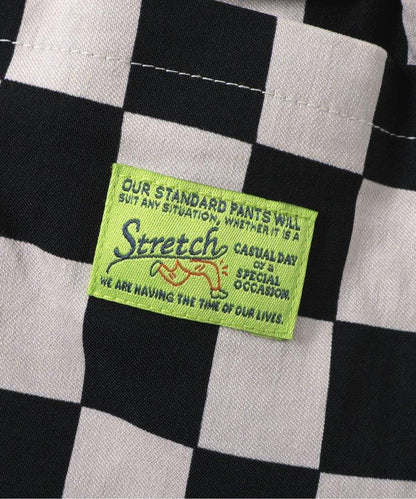 OUR STANDARD PANTS WILL
SUIT ANY SITUATION, WHETHER IT IS A
Stretch
CASUAL DAY
OF A
SPECIAL
OCCASION.
WE ARE HAVING THE TIME OF OUR LIVES.